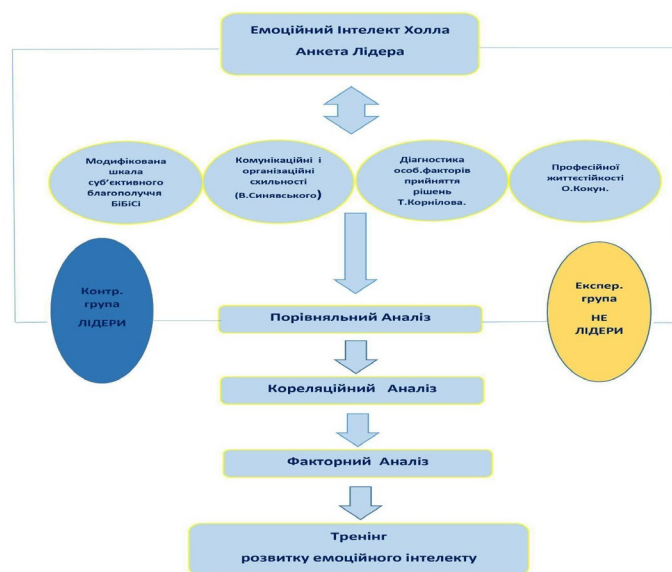 Емоційний Інтелект Холла
Анкета Лідера
Модифікована
шкала
суб'єктивного
благополуччя
БіБіСі
Комунікаційні і
організаційні
схильності
(В.Синявського)
Діагностика
особ.факторів
прийняття
рішень
Т.Корнілова.
Професійної
життєстійкості
О.Кокун.
Контр.
група
ЛІДЕРИ
Експер.
група
НЕ
ЛІДЕРИ
Порівняльний Аналіз
Кореляційний Аналіз
Факторний Аналіз
Тренінг
розвитку емоційного інтелекту